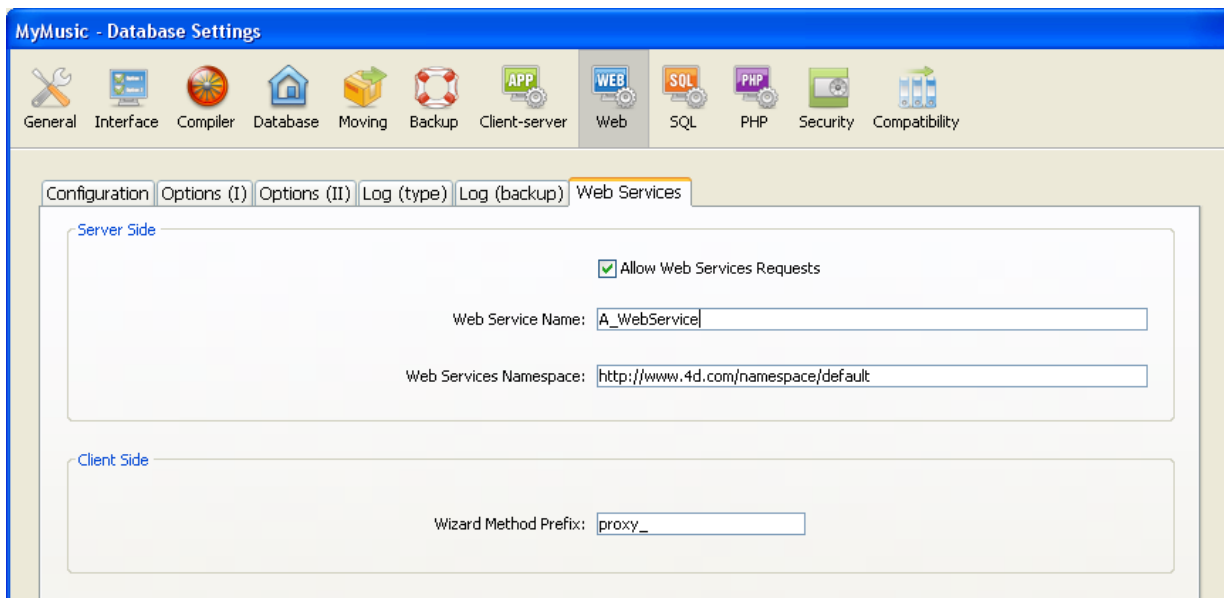 MyMusic - Database Settings
General Interface Compiler Database Moving Backup APP Client-server WEB Web SQL SQL PHP PHP Security Compatibility
Configuration Options (I) Options (II) Log (type) Log (backup) Web Services
Server Side
Allow Web Services Requests
Web Service Name: A_WebService
Web Services Namespace: http://www.4d.com/namespace/default
Client Side
Wizard Method Prefix: proxy_